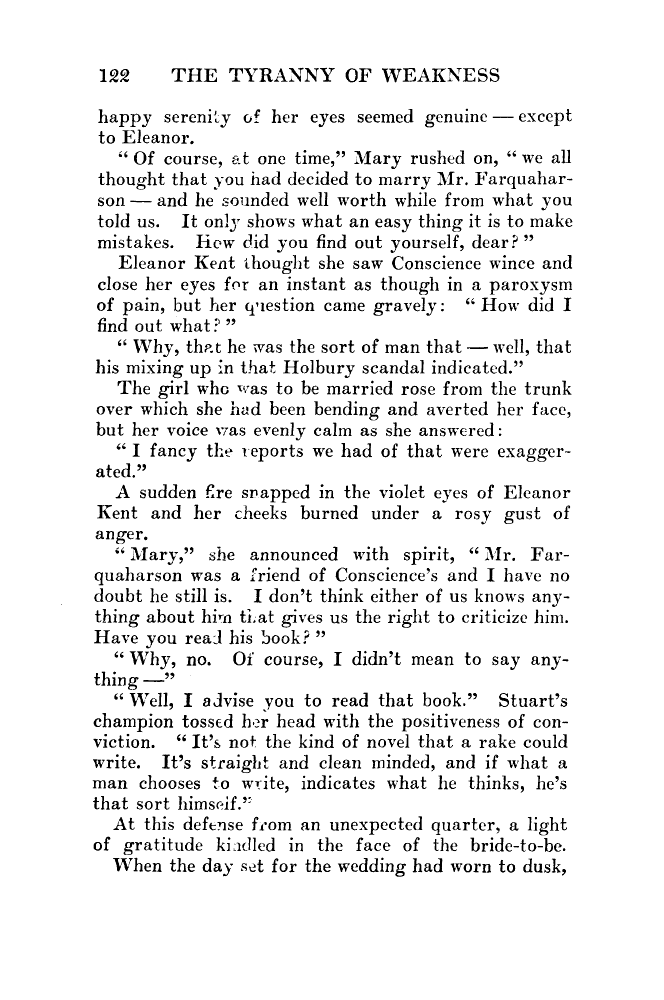 122 THE TYRANNY OF WEAKNESS
happy serenity of her eyes seemed genuine — except
to Eleanor.
“Of course, at one time,” Mary rushed on, “we all
thought that you had decided to marry Mr. Farquahar-
son — and he sounded well worth while from what you
told us. It only shows what an easy thing it is to make
mistakes. How did you find out yourself, dear?”
Eleanor Kent thought she saw Conscience wince and
close her eyes for an instant as though in a paroxysm
of pain, but her question came gravely: “How did I
find out what?”
“Why, that he was the sort of man that — well, that
his mixing up in that Holbury scandal indicated.”
The girl who was to be married rose from the trunk
over which she had been bending and averted her face,
but her voice was evenly calm as she answered:
“I fancy the reports we had of that were exagger-
ated.”
A sudden fire snapped in the violet eyes of Eleanor
Kent and her cheeks burned under a rosy gust of
anger.
“Mary,” she announced with spirit, “Mr. Far-
quaharson was a friend of Conscience's and I have no
doubt he still is. I don't think either of us knows any-
thing about him that gives us the right to criticize him.
Have you read his book?”
“Why, no. Of course, I didn't mean to say any-
thing —”
“Well, I advise you to read that book.” Stuart's
champion tossed her head with the positiveness of con-
viction. “It's not the kind of novel that a rake could
write. It's straight and clean minded, and if what a
man chooses to write, indicates what he thinks, he's
that sort himself.”
At this defense from an unexpected quarter, a light
of gratitude kindled in the face of the bride-to-be.
When the day set for the wedding had worn to dusk,